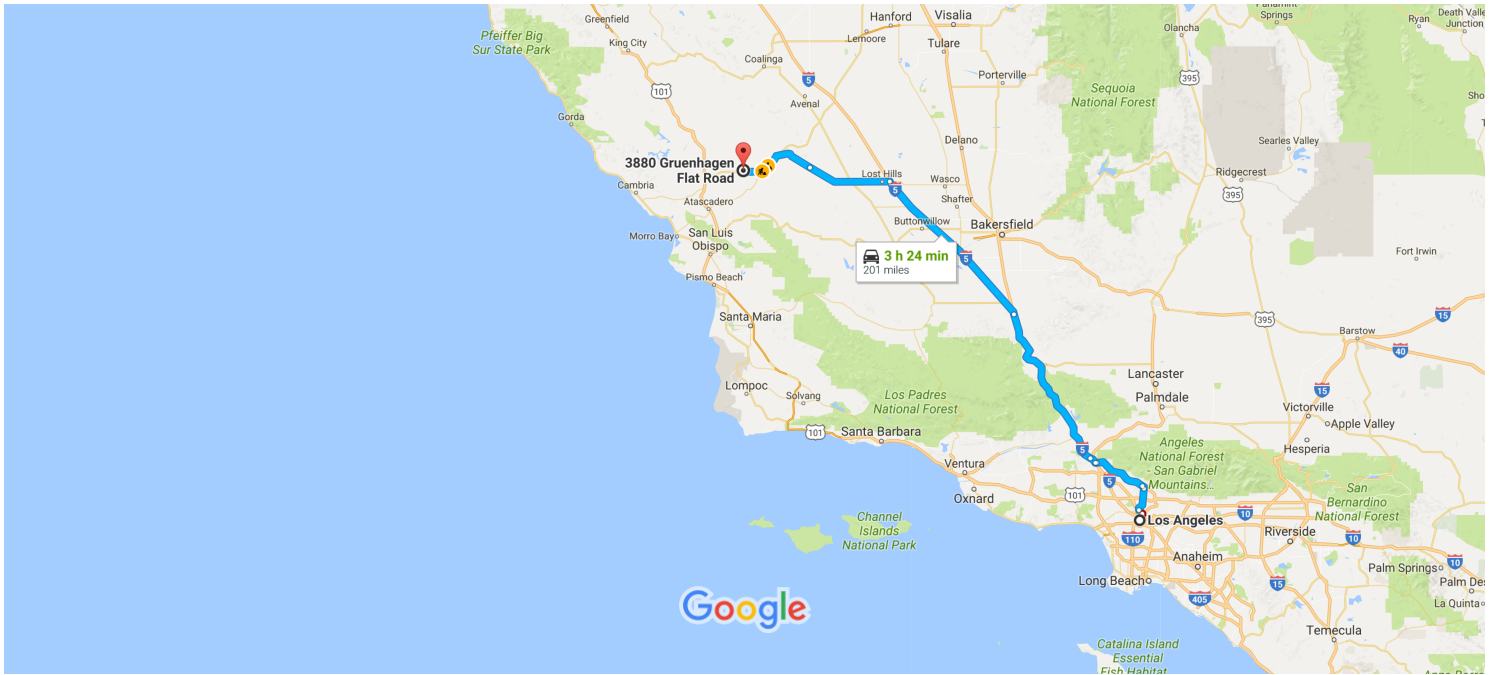 Greenfield
Hanford
Visalia
Panamint
Springs
Death Valle
Junction
Ryan
Pfeiffer Big
Sur State Park
King City
Lemoore
Tulare
Olancha
Coalinga
5
Porterville
395
101
Avenal
Sequoia
National Forest
Gorda
Sho
Delano
Searles Valley
3880 Gruenhagen
Flat Road
Lost Hills
Wasco
Ridgecrest
Cambria
5
395
Atascadero
Shafter
Buttonwillow
Bakersfield
Morro Bay
San Luis
Obispo
3 h 24 min
201 miles
5
Fort Irwin
Pismo Beach
Santa Maria
395
15
Barstow
40
Lancaster
Lompoc
Solvang
Los Padres
National Forest
Palmdale
15
Victorville
Apple Valley
101
Santa Barbara
5
Angeles
National Forest
- San Gabriel
Mountains...
Hesperia
Ventura
5
Oxnard
101
San
Bernardino
National Forest
Channel
Islands
National Park
Los Angeles
10
110
Riverside
10
Anaheim
10
Palm Springs
Long Beach
15
Palm Des
405
La Quinta
Google
Temecula
Catalina Island
Essential
Fish Habitat